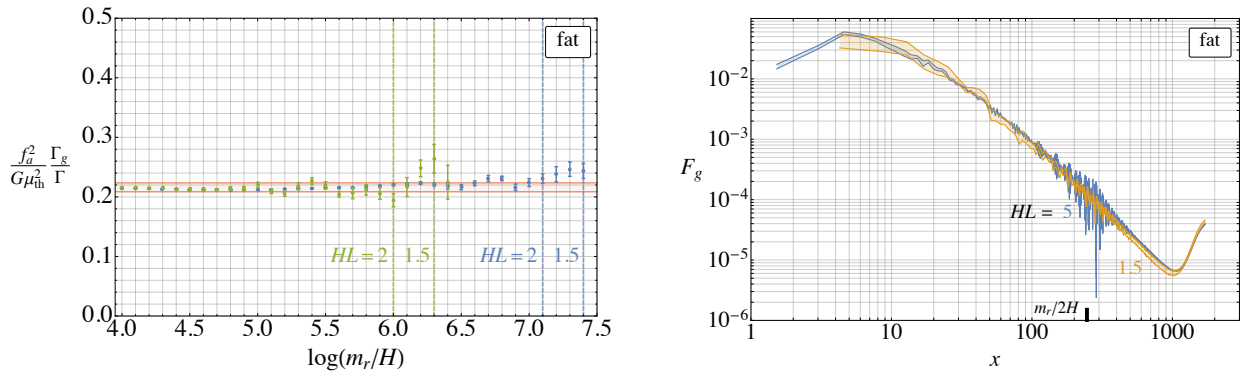 fat
0.5
0.4
0.3
0.2
0.1
0.0
f_a^2 / Gμ_th^2 Γ_g / Γ
HL = 2 1.5 HL = 2 1.5
4.0 4.5 5.0 5.5 6.0 6.5 7.0 7.5
log(m_r/H)
fat
10^-2
10^-3
10^-4
10^-5
10^-6
F_g
HL = 5
1.5
m_r/2H
1 10 100 1000
x